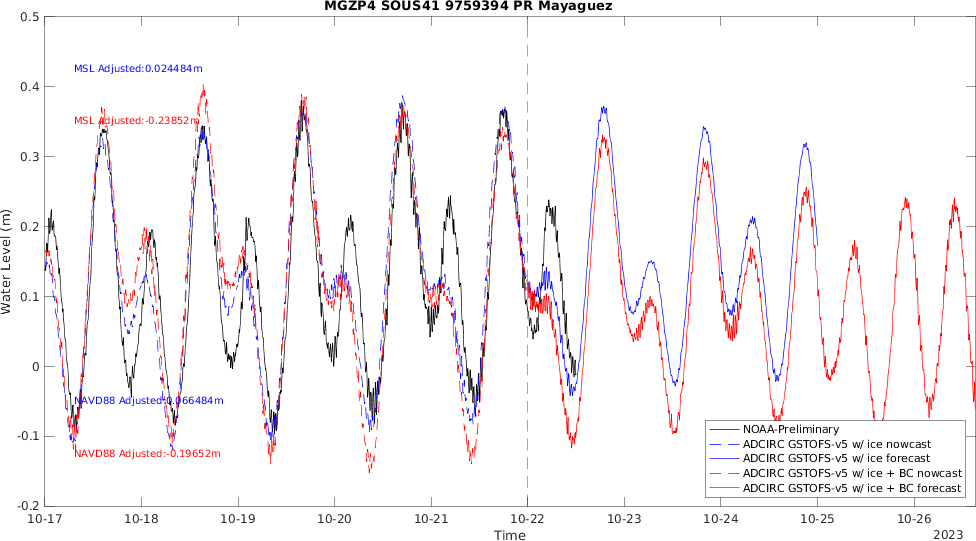 MGZP4 SOUS41 9759394 PR Mayaguez
0.5
0.4
0.3
0.2
0.1
0
-0.1
-0.2
Water Level (m)
MSL Adjusted:0.024484m
MSL Adjusted:-0.23852m
NAVD88 Adjusted:0.066484m
NAVD88 Adjusted:-0.19652m
NOAA-Preliminary
ADCIRC GSTOFS-v5 w/ ice nowcast
ADCIRC GSTOFS-v5 w/ ice forecast
ADCIRC GSTOFS-v5 w/ ice + BC nowcast
ADCIRC GSTOFS-v5 w/ ice + BC forecast
10-17 10-18 10-19 10-20 10-21 10-22 10-23 10-24 10-25 10-26
Time
2023